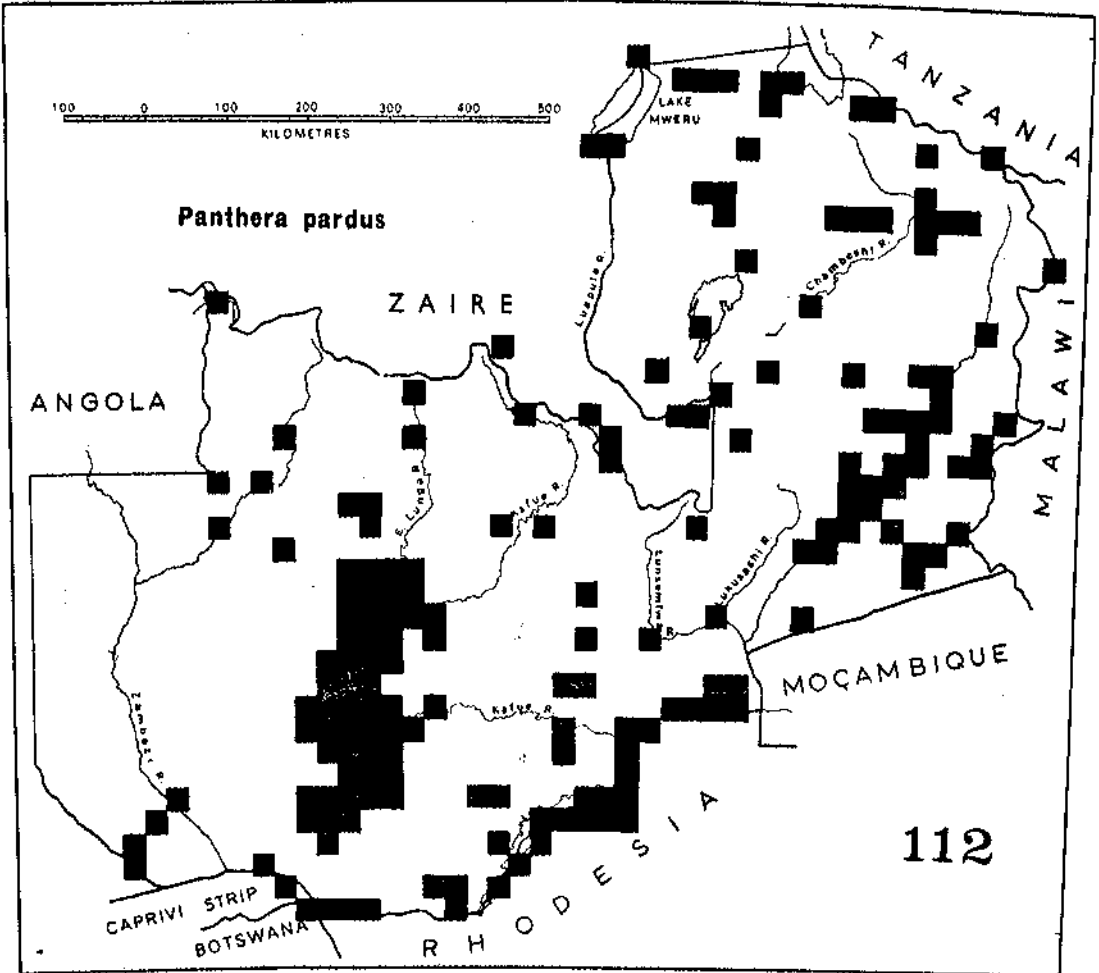 TANZANIA
100 0 100 200 300 400 500
KILOMETRES
LAKE
MWERU
Panthera pardus
Chambeshi R.
Luapula R.
ZAIRE
MALAWI
ANGOLA
E. Lunga R.
Kafue R.
Lunsemfwa
R
Lukusashi R.
MOÇAMBIQUE
Zambezi R.
Kafue R.
112
CAPRIVI STRIP
BOTSWANA
RHODESIA